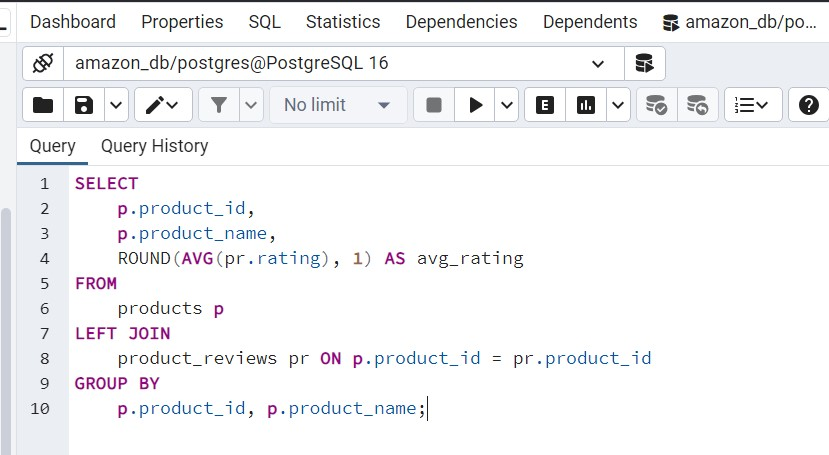 Dashboard Properties SQL Statistics Dependencies Dependents amazon_db/po...
amazon_db/postgres@PostgreSQL 16
No limit E ?
Query Query History
1 SELECT
2 p.product_id,
3 p.product_name,
4 ROUND(AVG(pr.rating), 1) AS avg_rating
5 FROM
6 products p
7 LEFT JOIN
8 product_reviews pr ON p.product_id = pr.product_id
9 GROUP BY
10 p.product_id, p.product_name;